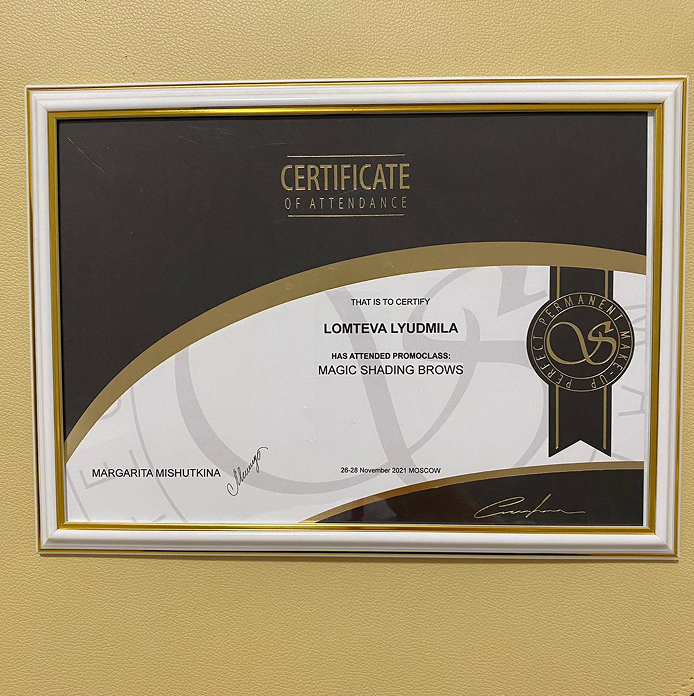 CERTIFICATE
OF ATTENDANCE
THAT IS TO CERTIFY
LOMTEVA LYUDMILA
HAS ATTENDED PROMOCLASS:
MAGIC SHADING BROWS
PERFECT PERMANENT MAKE-UP
MARGARITA MISHUTKINA
26-28 November 2021 MOSCOW